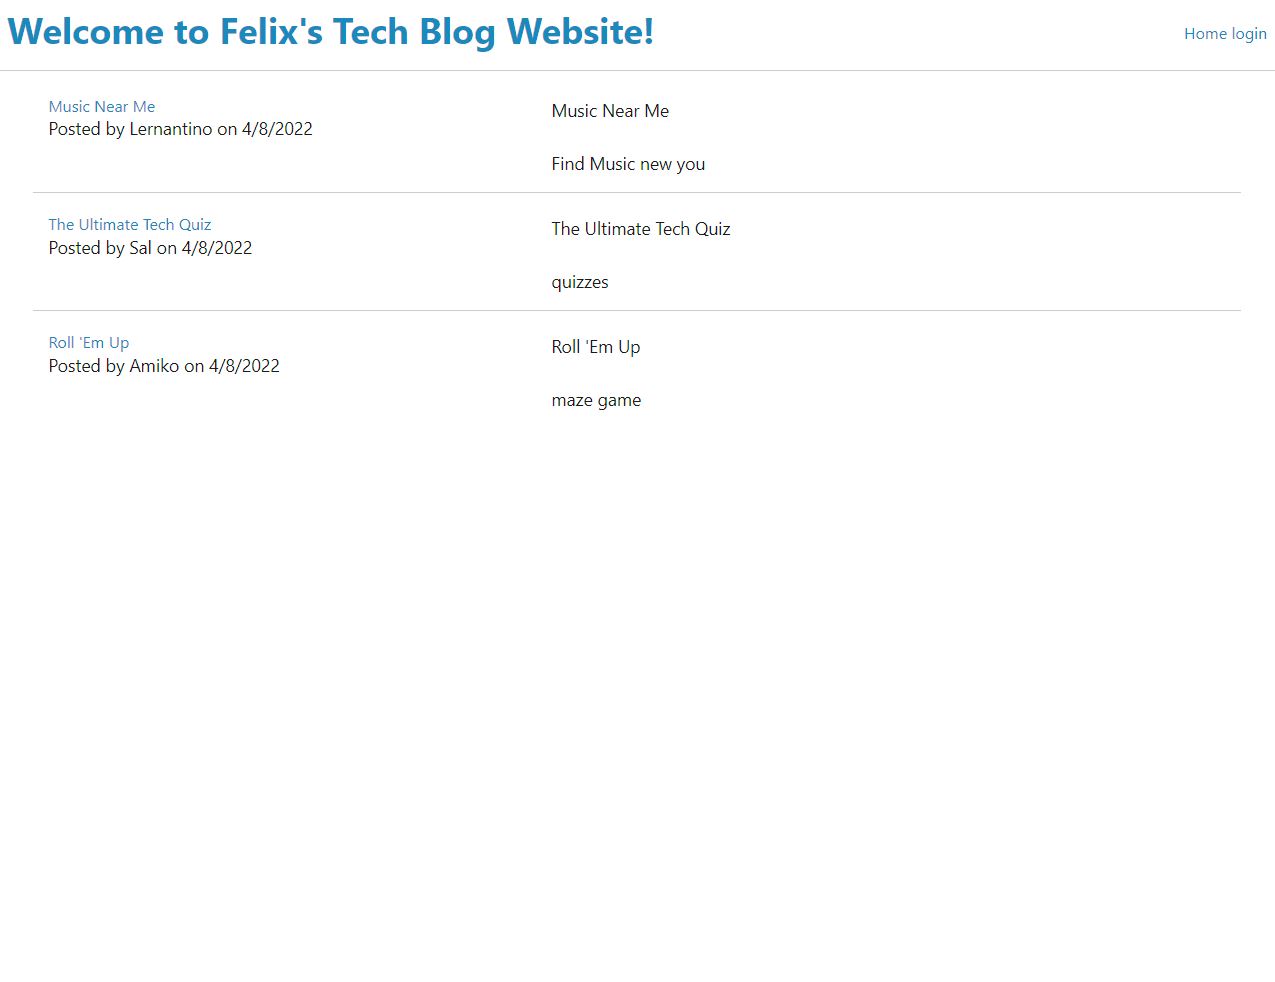 Welcome to Felix's Tech Blog Website!
Home login
Music Near Me
Posted by Lernantino on 4/8/2022
Music Near Me
Find Music new you
The Ultimate Tech Quiz
Posted by Sal on 4/8/2022
The Ultimate Tech Quiz
quizzes
Roll 'Em Up
Posted by Amiko on 4/8/2022
Roll 'Em Up
maze game